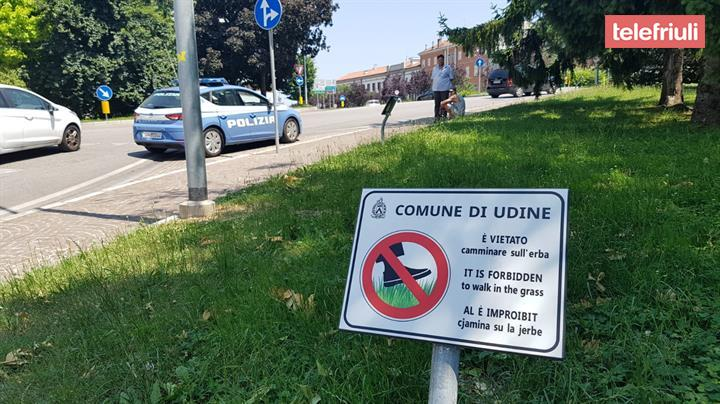 telefriuli
POLIZIA
COMUNE DI UDINE
È VIETATO
camminare sull'erba
IT IS FORBIDDEN
to walk in the grass
AL È IMPROIBIT
cjamina su la jerbe